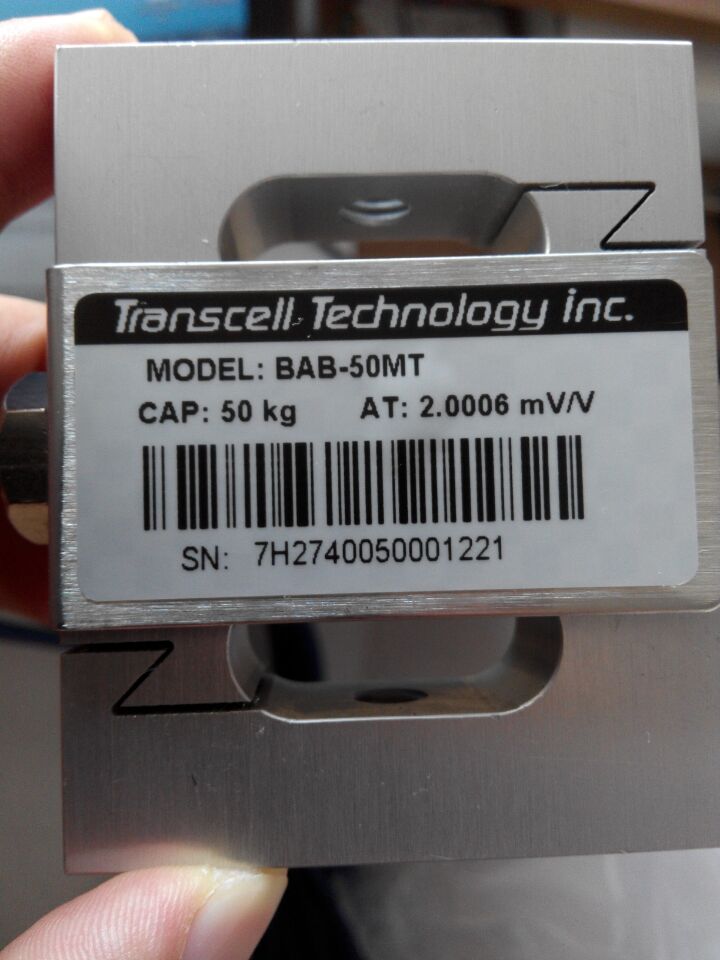 Transcell Technology inc.
MODEL: BAB-50MT
CAP: 50 kg AT: 2.0006 mV/V
SN: 7H2740050001221